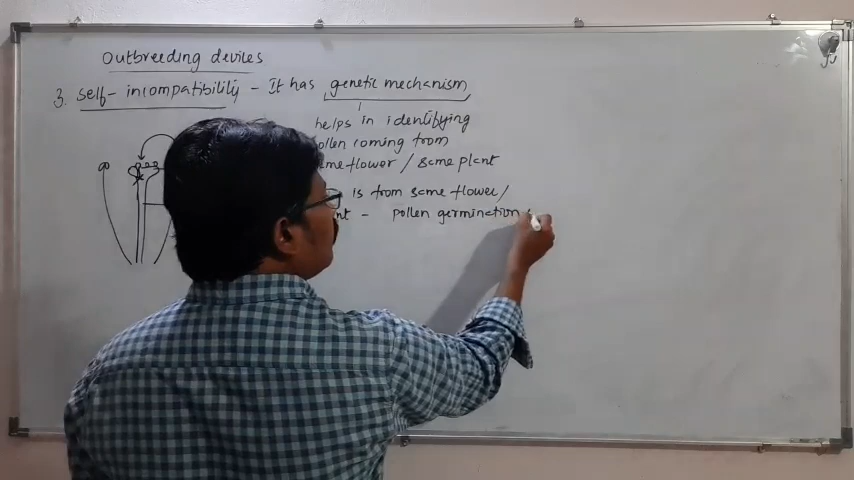 Outbreeding devices
3. Self-incompatibility - It has genetic mechanism
helps in identifying
pollen coming from
same flower / same plant
is from same flower /
pollen germination